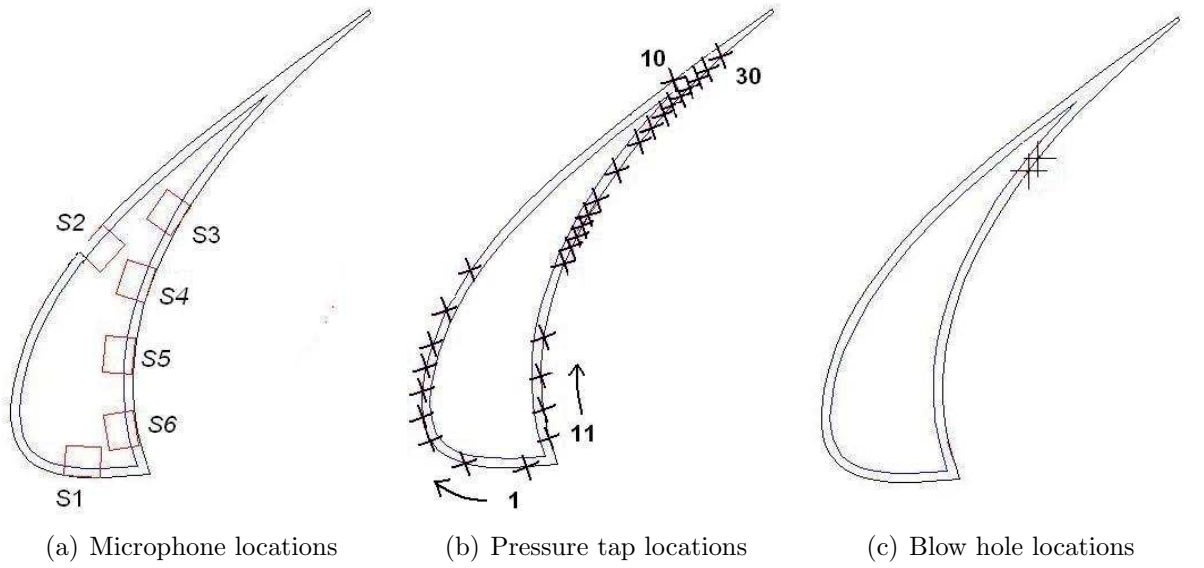 10
30
S2
S3
S4
S5
S6
11
S1
1
(a) Microphone locations
(b) Pressure tap locations
(c) Blow hole locations